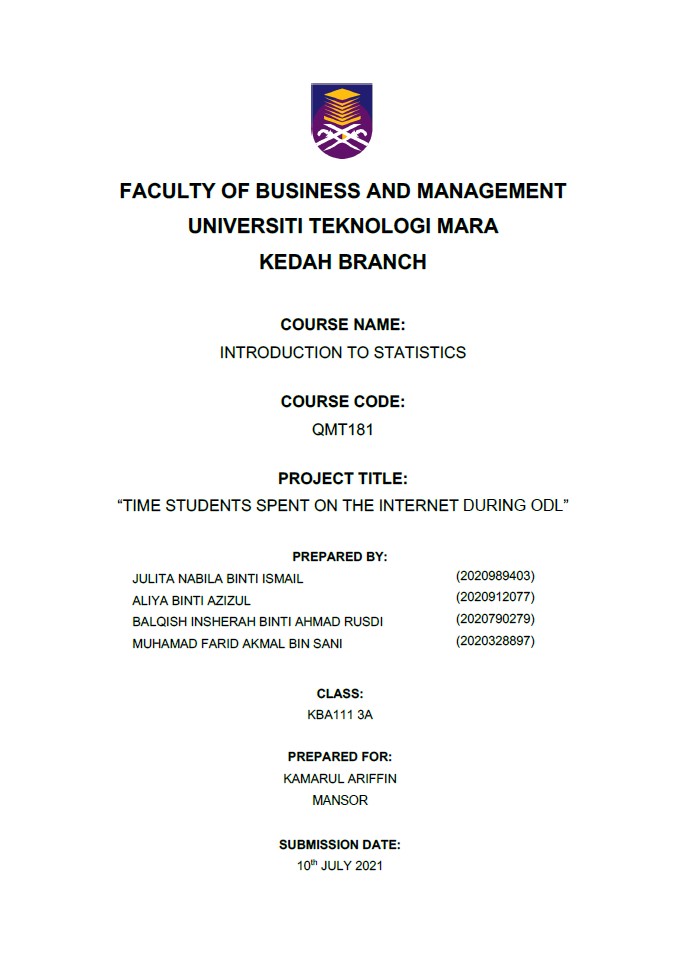 FACULTY OF BUSINESS AND MANAGEMENT
UNIVERSITI TEKNOLOGI MARA
KEDAH BRANCH
COURSE NAME:
INTRODUCTION TO STATISTICS
COURSE CODE:
QMT181
PROJECT TITLE:
“TIME STUDENTS SPENT ON THE INTERNET DURING ODL”
PREPARED BY:
JULITA NABILA BINTI ISMAIL (2020989403)
ALIYA BINTI AZIZUL (2020912077)
BALQISH INSHERAH BINTI AHMAD RUSDI (2020790279)
MUHAMAD FARID AKMAL BIN SANI (2020328897)
CLASS:
KBA111 3A
PREPARED FOR:
KAMARUL ARIFFIN
MANSOR
SUBMISSION DATE:
10th JULY 2021